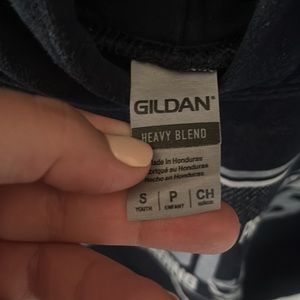 GILDAN
HEAVY BLEND
Made in Honduras
Fabriqué au Honduras
Hecho en Honduras
S P CH
YOUTH ENFANT NIÑOS